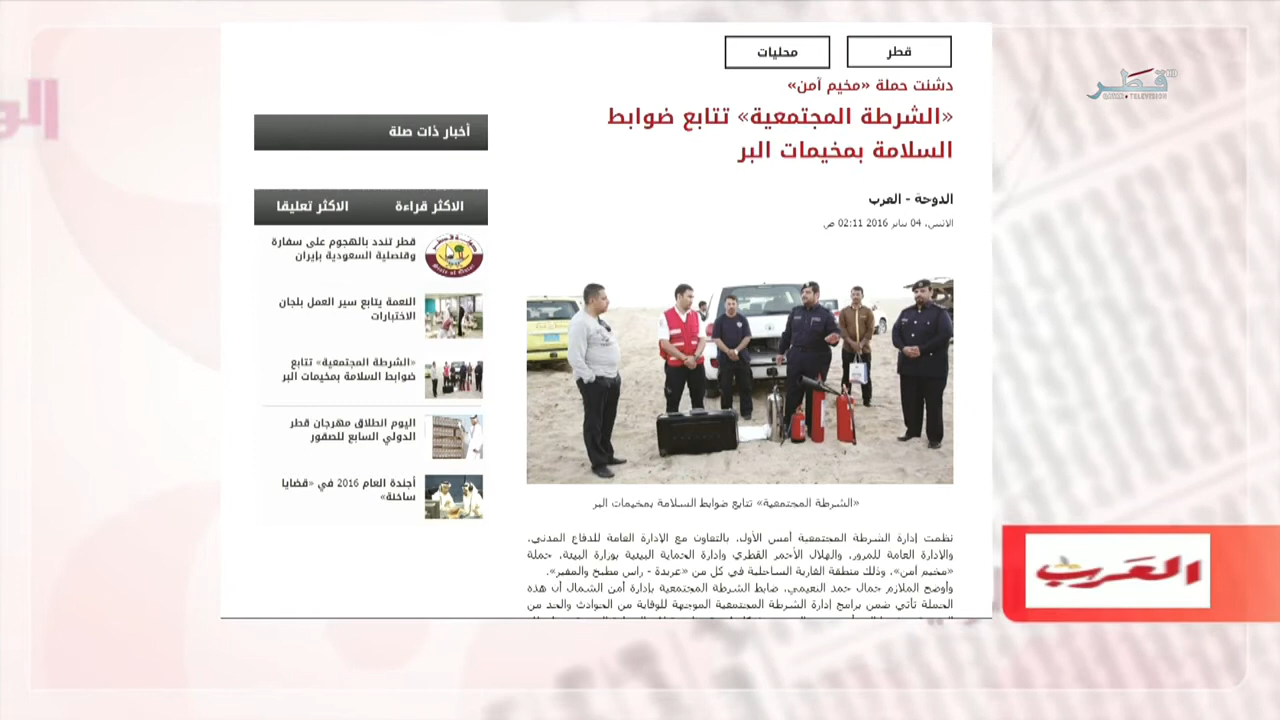 قطر
محليات
دشنت حملة «مخيم آمن»
«الشرطة المجتمعية» تتابع ضوابط
السلامة بمخيمات البر
الدوحة - العرب
الاثنين، 04 يناير 2016 02:11 ص
«الشرطة المجتمعية» تتابع ضوابط السلامة بمخيمات البر
نظمت إدارة الشرطة المجتمعية أمس الأول، بالتعاون مع الإدارة العامة للدفاع المدني،
والإدارة العامة للمرور، والهلال الأحمر القطري وإدارة الحماية البيئية بوزارة البيئة، حملة
«مخيم آمن»، وذلك منطقة الغارية الساحلية في كل من «عريدة - راس مطبخ والمفير».
وأوضح الملازم جمال حمد النعيمي، ضابط الشرطة المجتمعية بإدارة أمن الشمال أن هذه
الحملة تأتي ضمن برامج إدارة الشرطة المجتمعية الموجهة للوقاية من الحوادث والحد من
أخبار ذات صلة
الاكثر قراءة
الاكثر تعليقا
قطر تندد بالهجوم على سفارة
وقنصلية السعودية بإيران
النعمة يتابع سير العمل بلجان
الاختبارات
«الشرطة المجتمعية» تتابع
ضوابط السلامة بمخيمات البر
اليوم انطلاق مهرجان قطر
الدولي السابع للصقور
أجندة العام 2016 في «قضايا
ساخنة»
قطر
QATAR TELEVISION
العرب